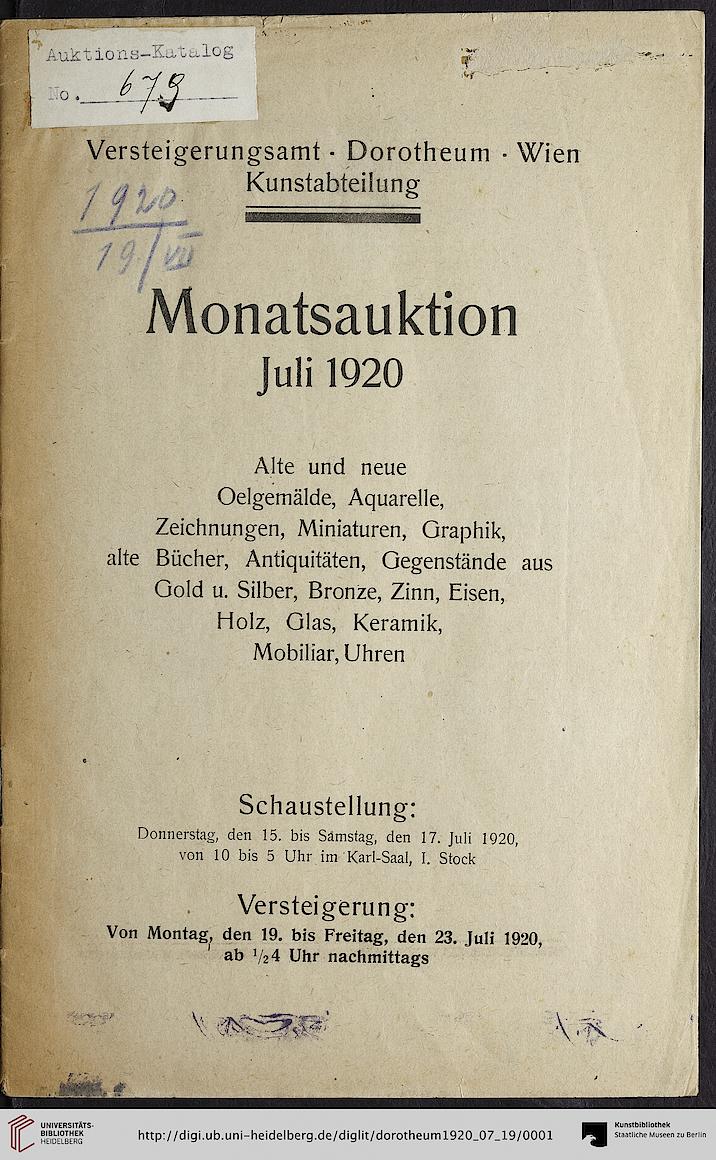 Auktions-Katalog
No. 679
Versteigerungsamt · Dorotheum · Wien
Kunstabteilung
1920
19/VII
Monatsauktion
Juli 1920
Alte und neue
Oelgemälde, Aquarelle,
Zeichnungen, Miniaturen, Graphik,
alte Bücher, Antiquitäten, Gegenstände aus
Gold u. Silber, Bronze, Zinn, Eisen,
Holz, Glas, Keramik,
Mobiliar, Uhren
Schaustellung:
Donnerstag, den 15. bis Samstag, den 17. Juli 1920,
von 10 bis 5 Uhr im Karl-Saal, I. Stock
Versteigerung:
Von Montag, den 19. bis Freitag, den 23. Juli 1920,
ab 1/24 Uhr nachmittags
UNIVERSITÄTS-
BIBLIOTHEK
HEIDELBERG
http://digi.ub.uni-heidelberg.de/diglit/dorotheum1920_07_19/0001
Kunstbibliothek
Staatliche Museen zu Berlin